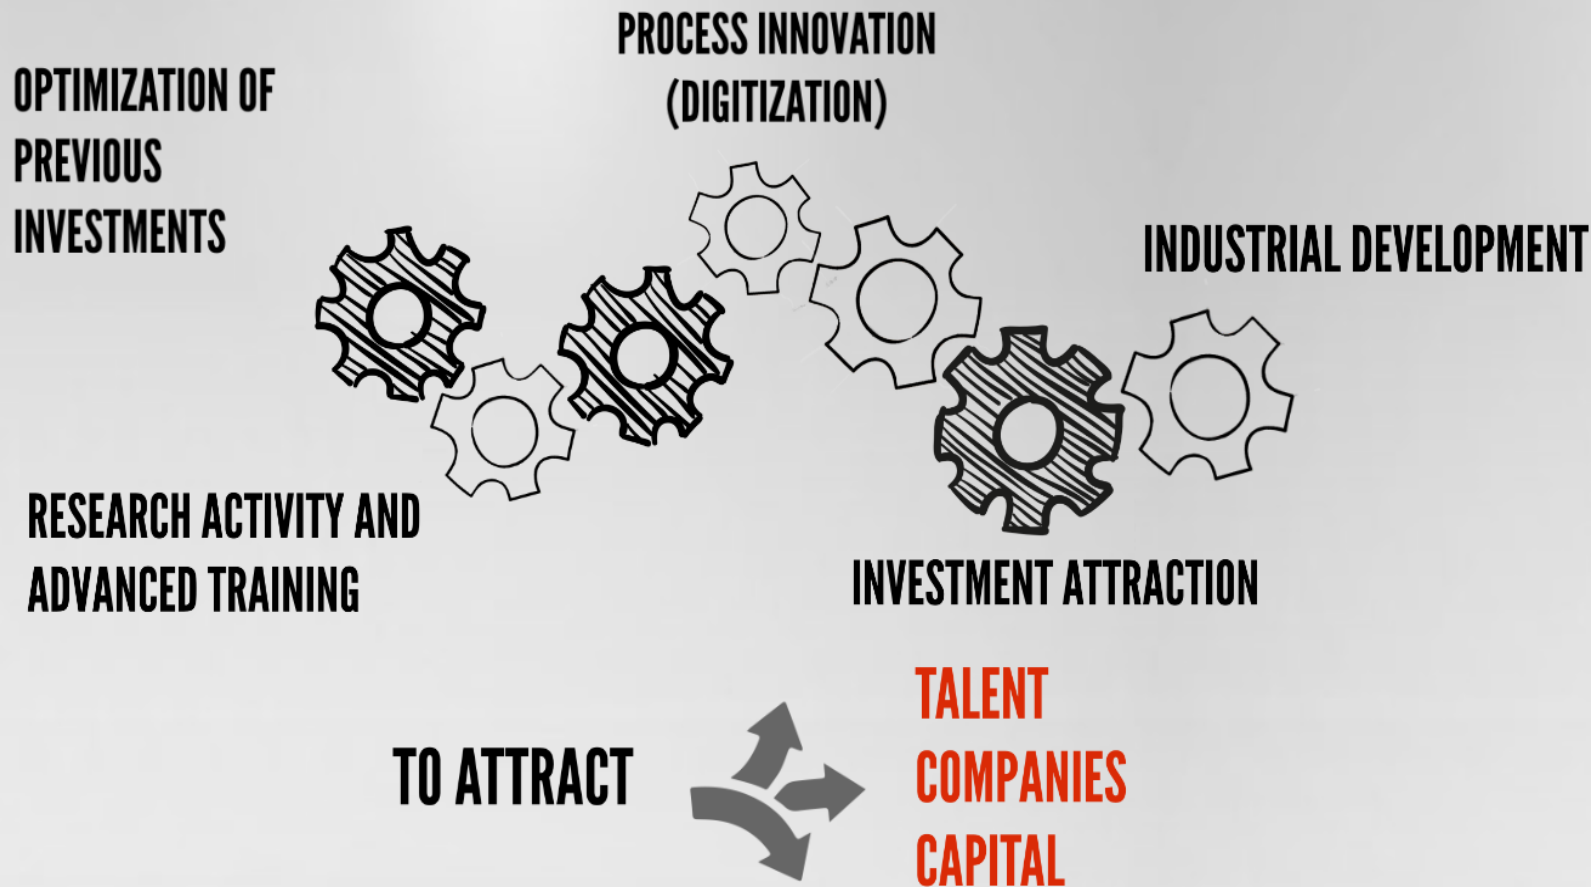 PROCESS INNOVATION
(DIGITIZATION)
OPTIMIZATION OF
PREVIOUS
INVESTMENTS
INDUSTRIAL DEVELOPMENT
RESEARCH ACTIVITY AND
ADVANCED TRAINING
INVESTMENT ATTRACTION
TO ATTRACT
TALENT
COMPANIES
CAPITAL